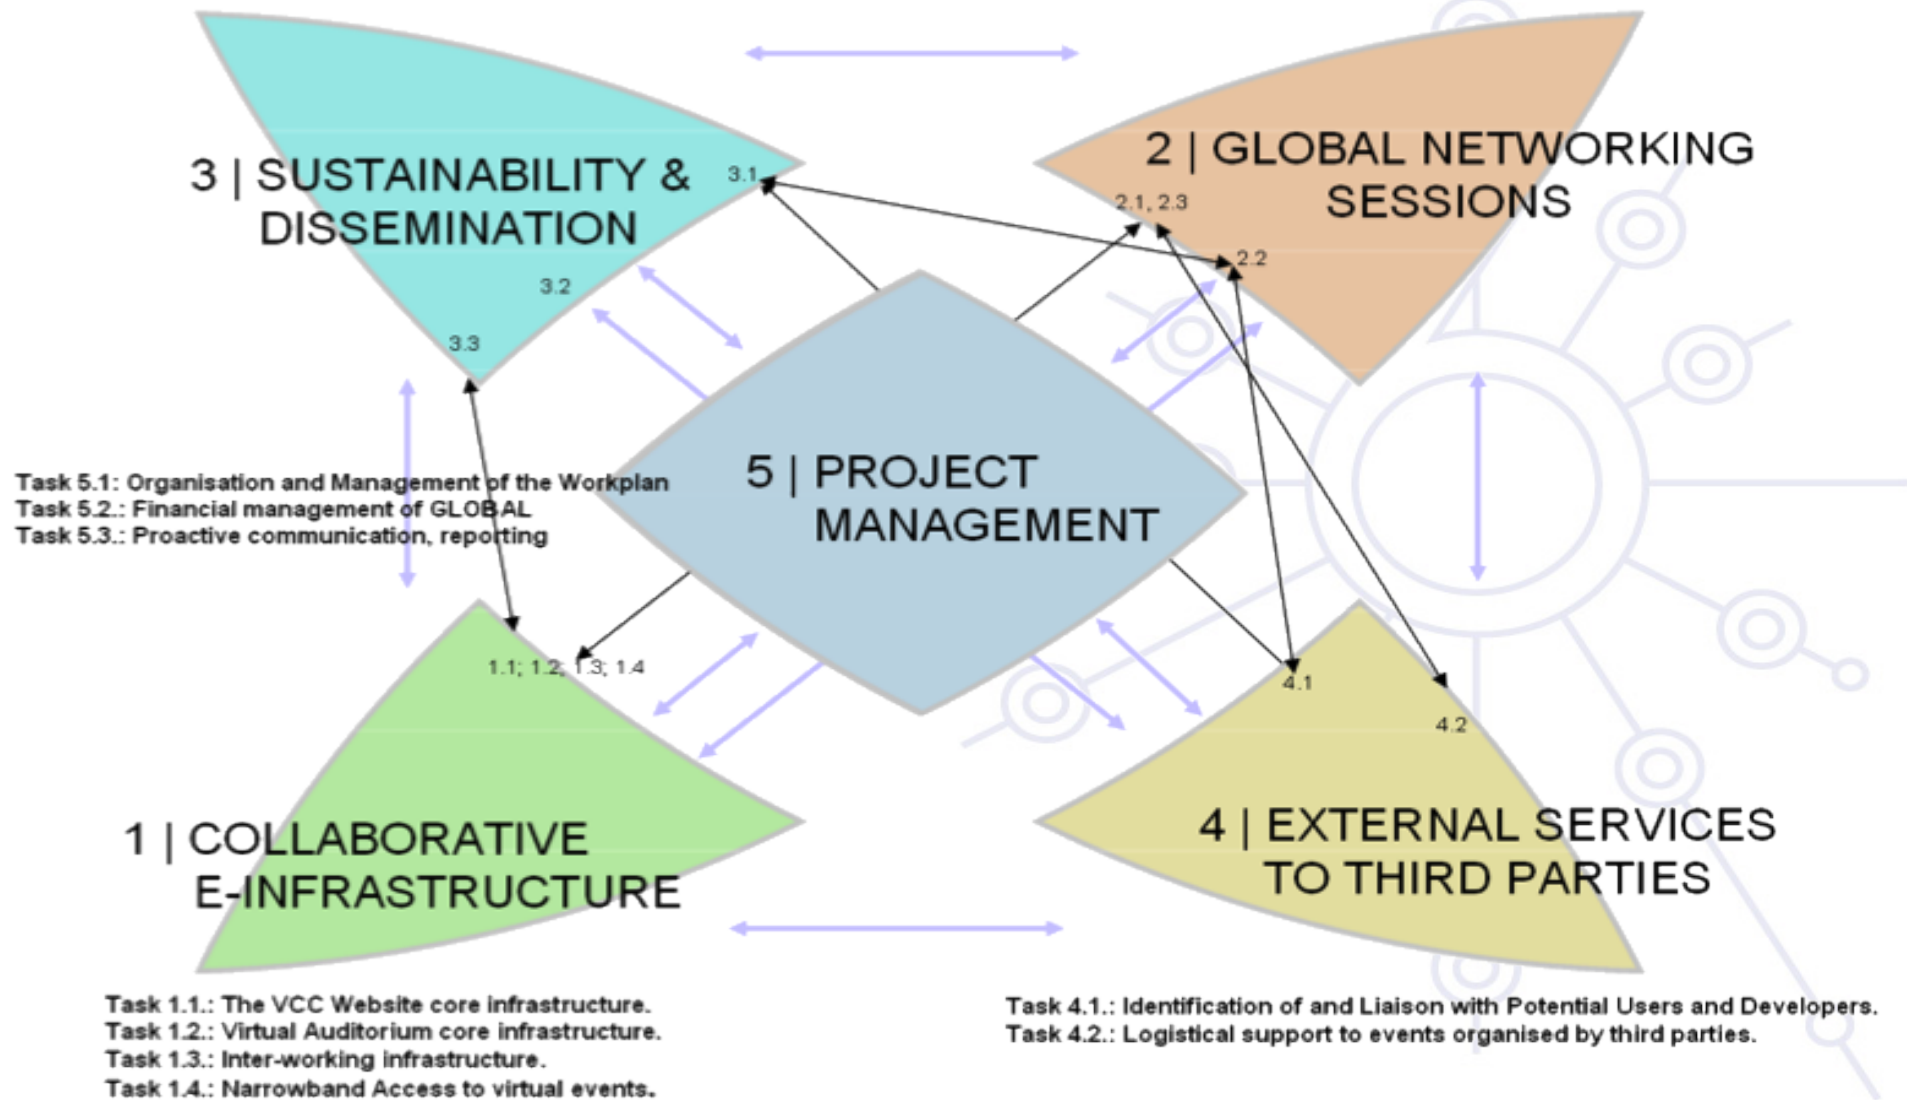 3 | SUSTAINABILITY &
DISSEMINATION
3.1
3.2
3.3
2 | GLOBAL NETWORKING
SESSIONS
2.1, 2.3
2.2
5 | PROJECT
MANAGEMENT
Task 5.1: Organisation and Management of the Workplan
Task 5.2.: Financial management of GLOBAL
Task 5.3.: Proactive communication, reporting
1.1; 1.2; 1.3; 1.4
1 | COLLABORATIVE
E-INFRASTRUCTURE
4.1
4.2
4 | EXTERNAL SERVICES
TO THIRD PARTIES
Task 1.1.: The VCC Website core infrastructure.
Task 1.2.: Virtual Auditorium core infrastructure.
Task 1.3.: Inter-working infrastructure.
Task 1.4.: Narrowband Access to virtual events.
Task 4.1.: Identification of and Liaison with Potential Users and Developers.
Task 4.2.: Logistical support to events organised by third parties.